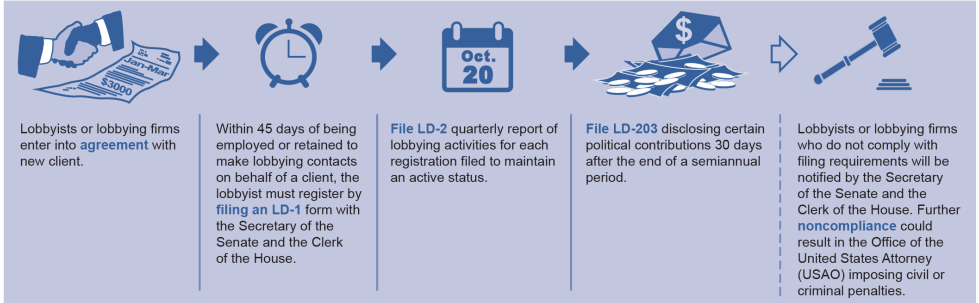 Jan-Mar
$3000
Oct.
20
$
Lobbyists or lobbying firms
enter into agreement with
new client.
Within 45 days of being
employed or retained to
make lobbying contacts
on behalf of a client, the
lobbyist must register by
filing an LD-1 form with
the Secretary of the
Senate and the Clerk
of the House.
File LD-2 quarterly report of
lobbying activities for each
registration filed to maintain
an active status.
File LD-203 disclosing certain
political contributions 30 days
after the end of a semiannual
period.
Lobbyists or lobbying firms
who do not comply with
filing requirements will be
notified by the Secretary
of the Senate and the
Clerk of the House. Further
noncompliance could
result in the Office of the
United States Attorney
(USAO) imposing civil or
criminal penalties.